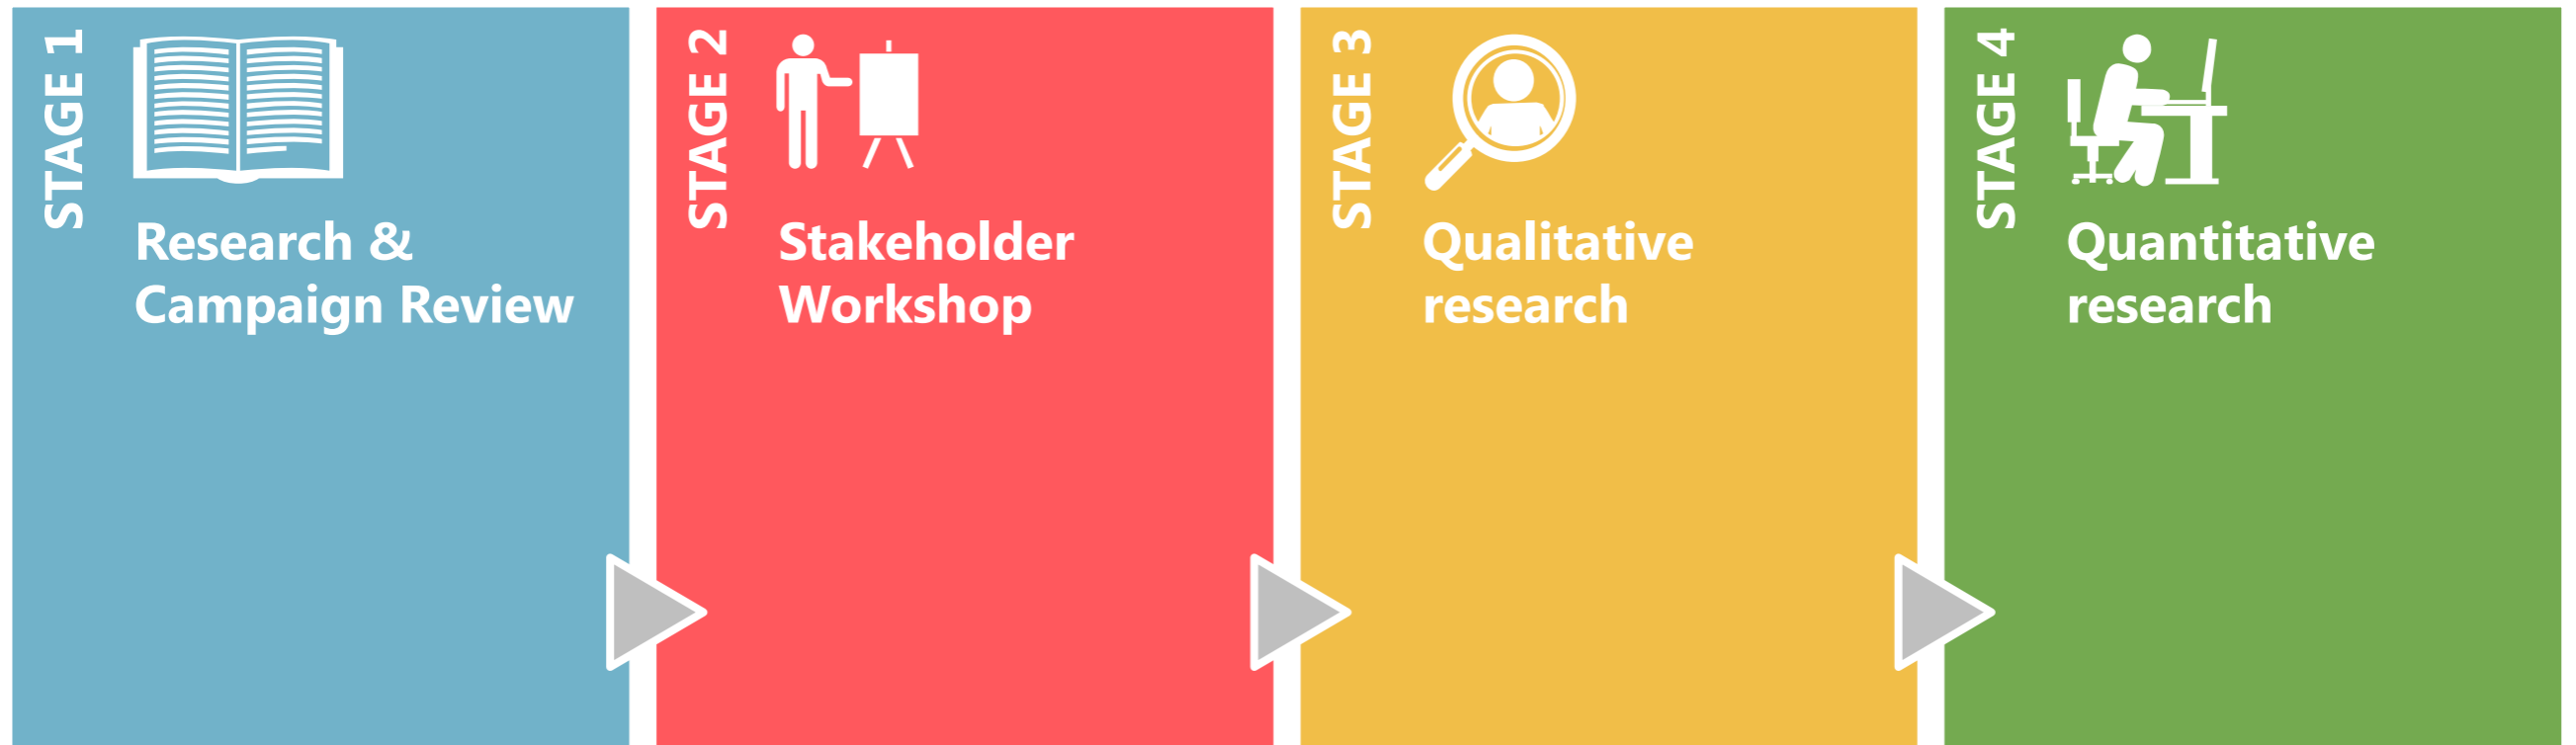 STAGE 1
Research &
Campaign Review
STAGE 2
Stakeholder
Workshop
STAGE 3
Qualitative
research
STAGE 4
Quantitative
research